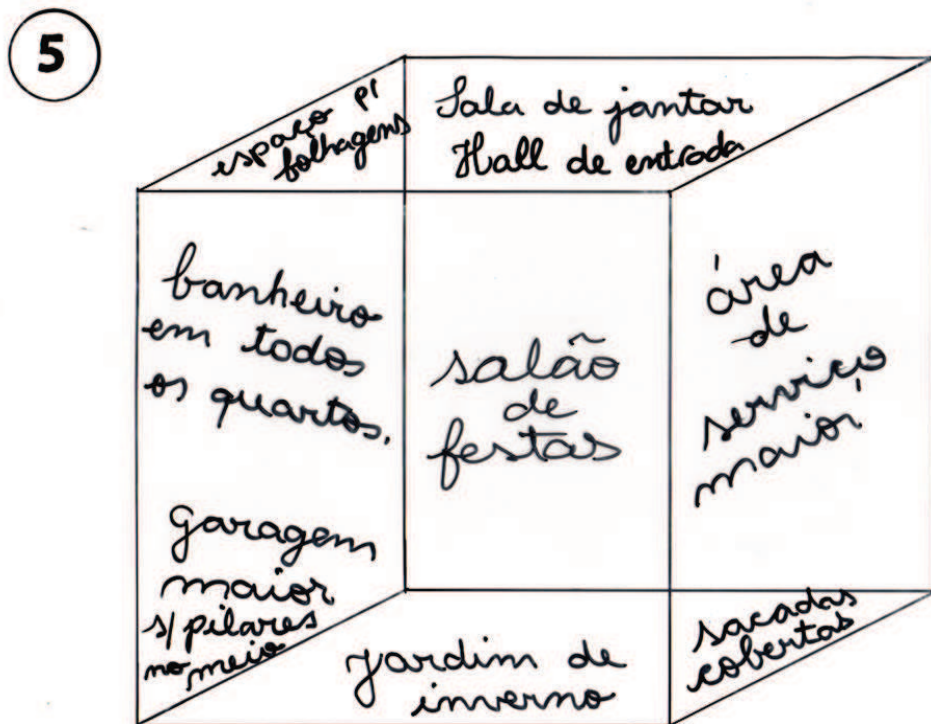 5
espaço p/
folhagens
Sala de jantar
Hall de entrada
banheiro
em todos
os quartos.
salão
de
festas
área
de
serviço
maior
garagem
maior
s/ pilares
no meio
jardim de
inverno
sacadas
cobertas